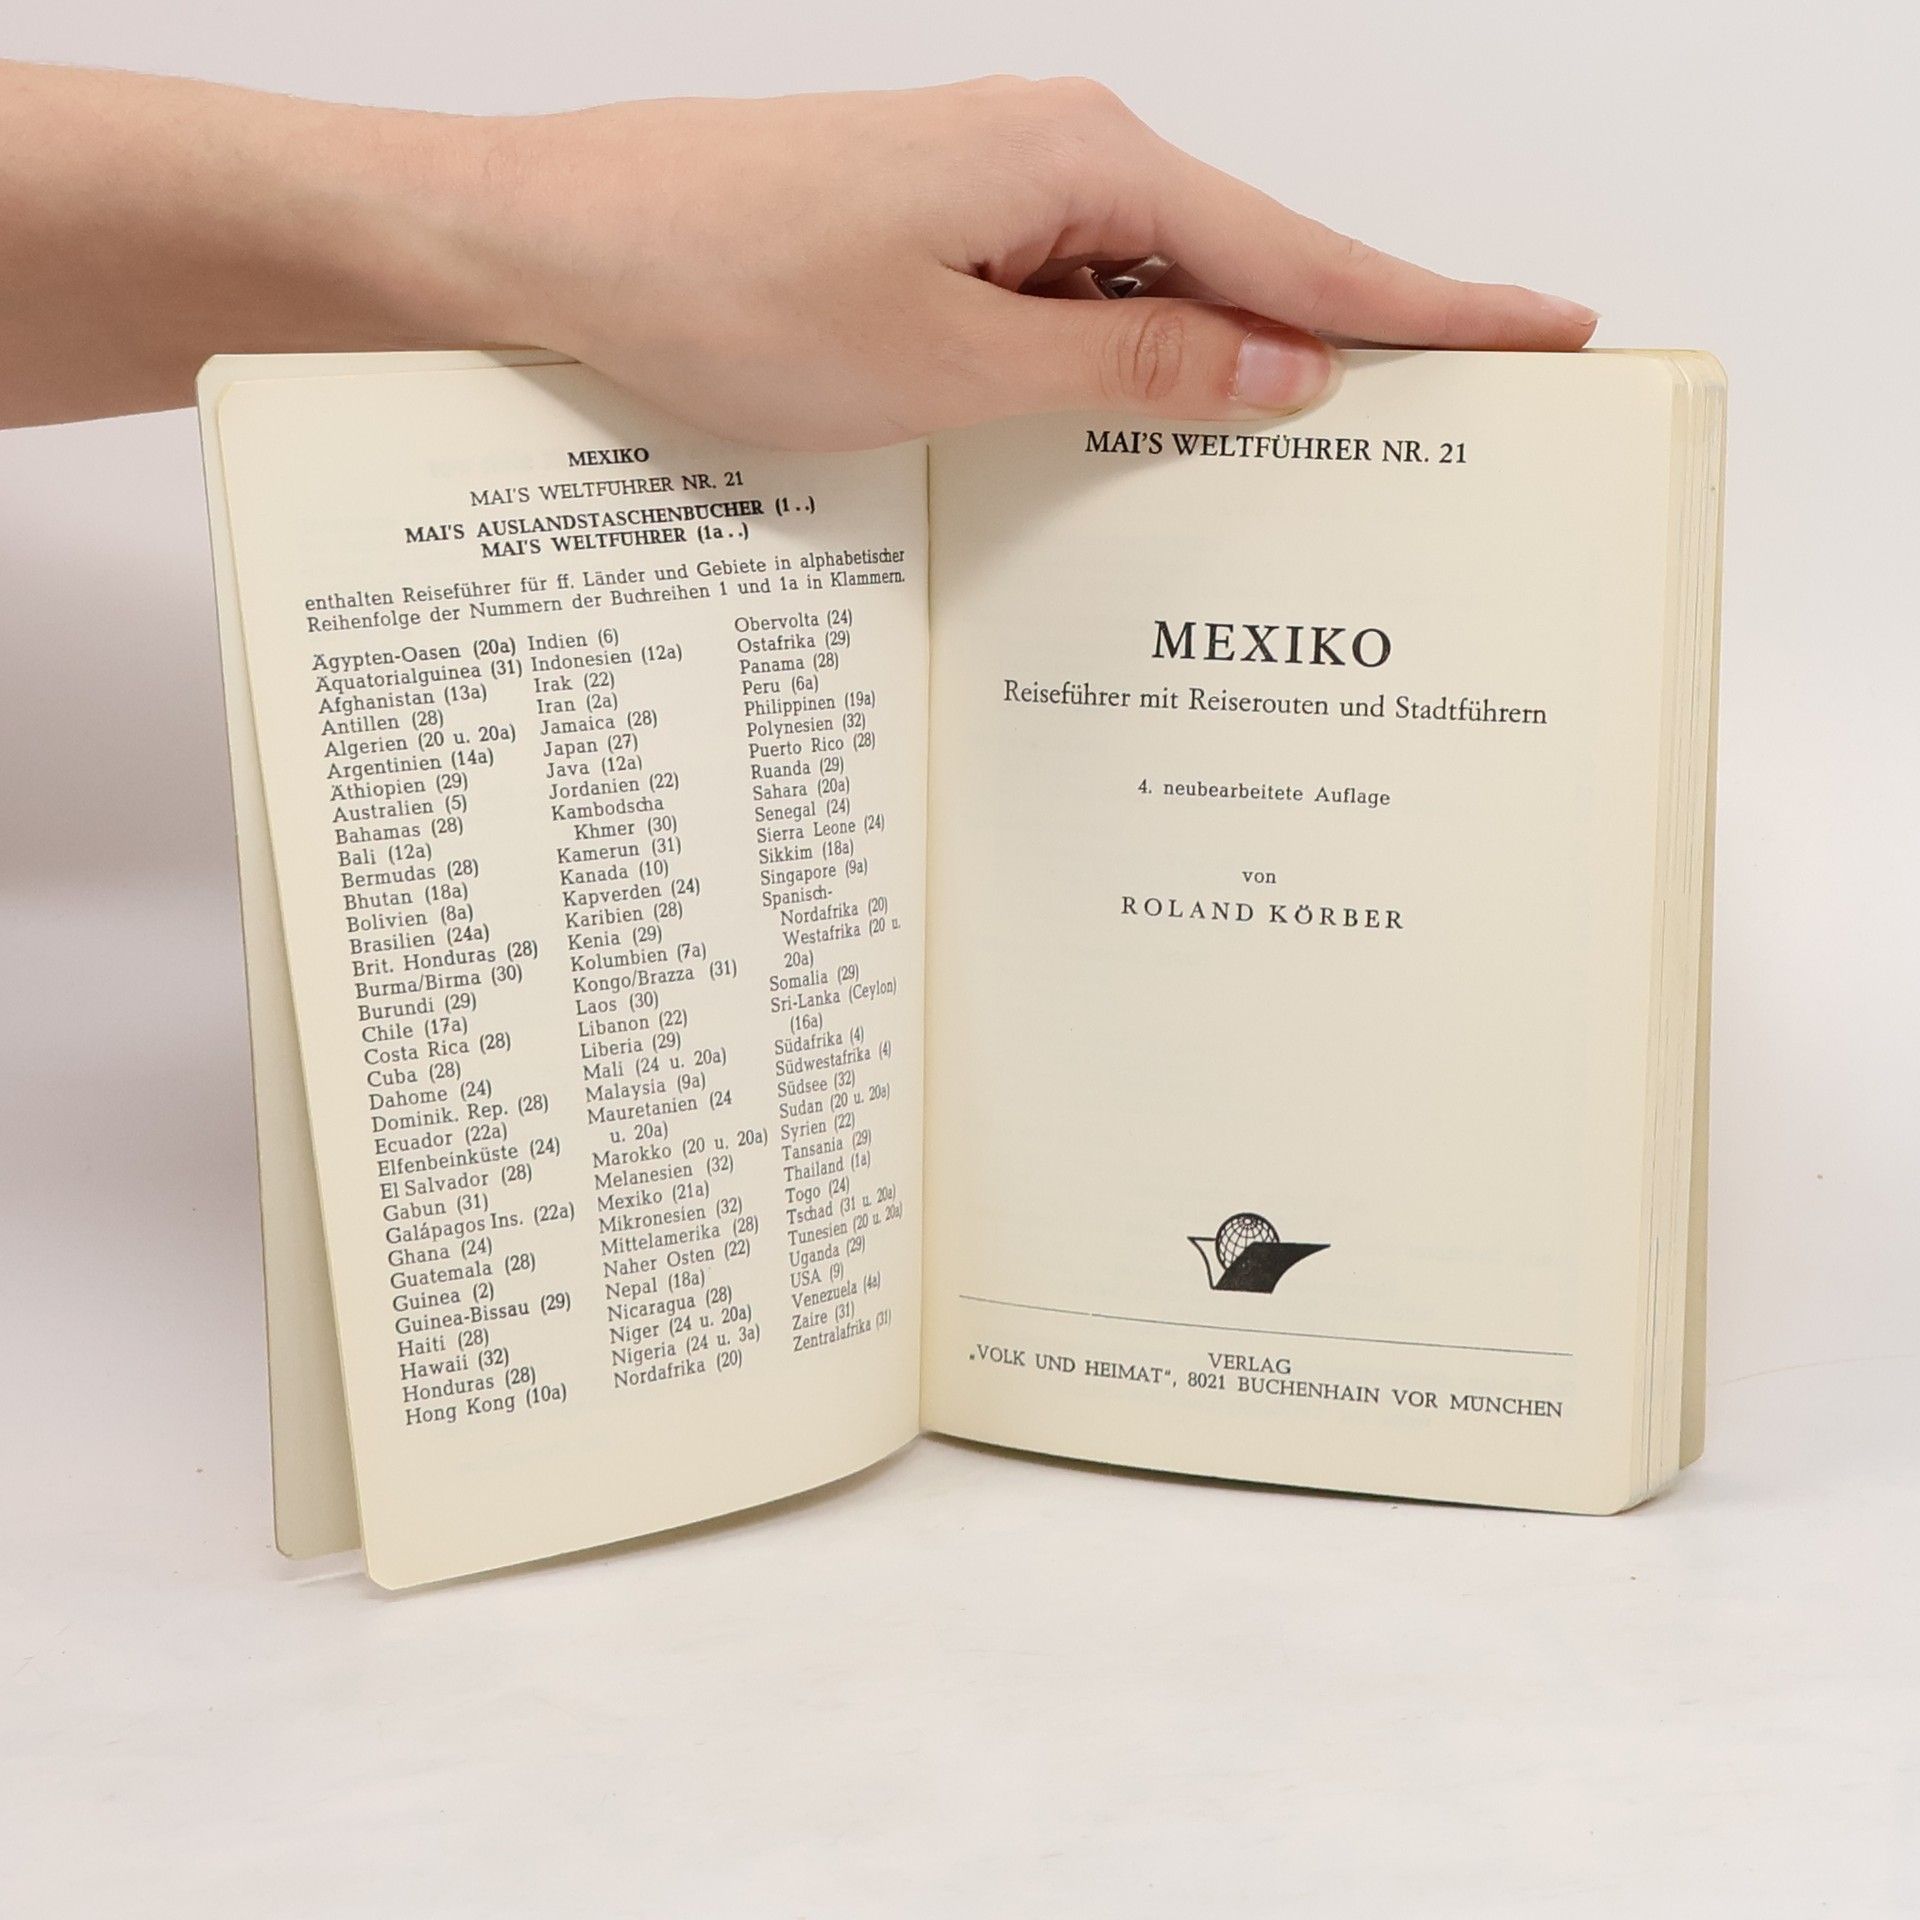 MEXIKO
MAI'S WELTFÜHRER NR. 21
MAI'S AUSLANDSTASCHENBÜCHER (1 . .)
MAI'S WELTFÜHRER (1a . .)
enthalten Reiseführer für ff. Länder und Gebiete in alphabetischer
Reihenfolge der Nummern der Buchreihen 1 und 1a in Klammern.
Ägypten-Oasen (20a)
Äquatorialguinea (31)
Afghanistan (13a)
Antillen (28)
Algerien (20 u. 20a)
Argentinien (14a)
Äthiopien (29)
Australien (5)
Bahamas (28)
Bali (12a)
Bermudas (28)
Bhutan (18a)
Bolivien (8a)
Brasilien (24a)
Brit. Honduras (28)
Burma/Birma (30)
Burundi (29)
Chile (17a)
Costa Rica (28)
Cuba (28)
Dahome (24)
Dominik. Rep. (28)
Ecuador (22a)
Elfenbeinküste (24)
El Salvador (28)
Gabun (31)
Galápagos Ins. (22a)
Ghana (24)
Guatemala (28)
Guinea (2)
Guinea-Bissau (29)
Haiti (28)
Hawaii (32)
Honduras (28)
Hong Kong (10a)
Indien (6)
Indonesien (12a)
Irak (22)
Iran (2a)
Jamaica (28)
Japan (27)
Java (12a)
Jordanien (22)
Kambodscha
Khmer (30)
Kamerun (31)
Kanada (10)
Kapverden (24)
Karibien (28)
Kenia (29)
Kolumbien (7a)
Kongo/Brazza (31)
Laos (30)
Libanon (22)
Liberia (29)
Mali (24 u. 20a)
Malaysia (9a)
Mauretanien (24
u. 20a)
Marokko (20 u. 20a)
Melanesien (32)
Mexiko (21a)
Mikronesien (32)
Mittelamerika (28)
Naher Osten (22)
Nepal (18a)
Nicaragua (28)
Niger (24 u. 20a)
Nigeria (24 u. 3a)
Nordafrika (20)
Obervolta (24)
Ostafrika (29)
Panama (28)
Peru (6a)
Philippinen (19a)
Polynesien (32)
Puerto Rico (28)
Ruanda (29)
Sahara (20a)
Senegal (24)
Sierra Leone (24)
Sikkim (18a)
Singapore (9a)
Spanisch-
Nordafrika (20)
Westafrika (20 u.
20a)
Somalia (29)
Sri-Lanka (Ceylon)
(16a)
Südafrika (4)
Südwestafrika (4)
Südsee (32)
Sudan (20 u. 20a)
Syrien (22)
Tansania (29)
Thailand (1a)
Togo (24)
Tschad (31 u. 20a)
Tunesien (20 u. 20a)
Uganda (29)
USA (9)
Venezuela (4a)
Zaire (31)
Zentralafrika (31)
MAI'S WELTFÜHRER NR. 21
MEXIKO
Reiseführer mit Reiserouten und Stadtführern
4. neubearbeitete Auflage
von
ROLAND KÖRBER
VERLAG
„VOLK UND HEIMAT“, 8021 BUCHENHAIN VOR MÜNCHEN